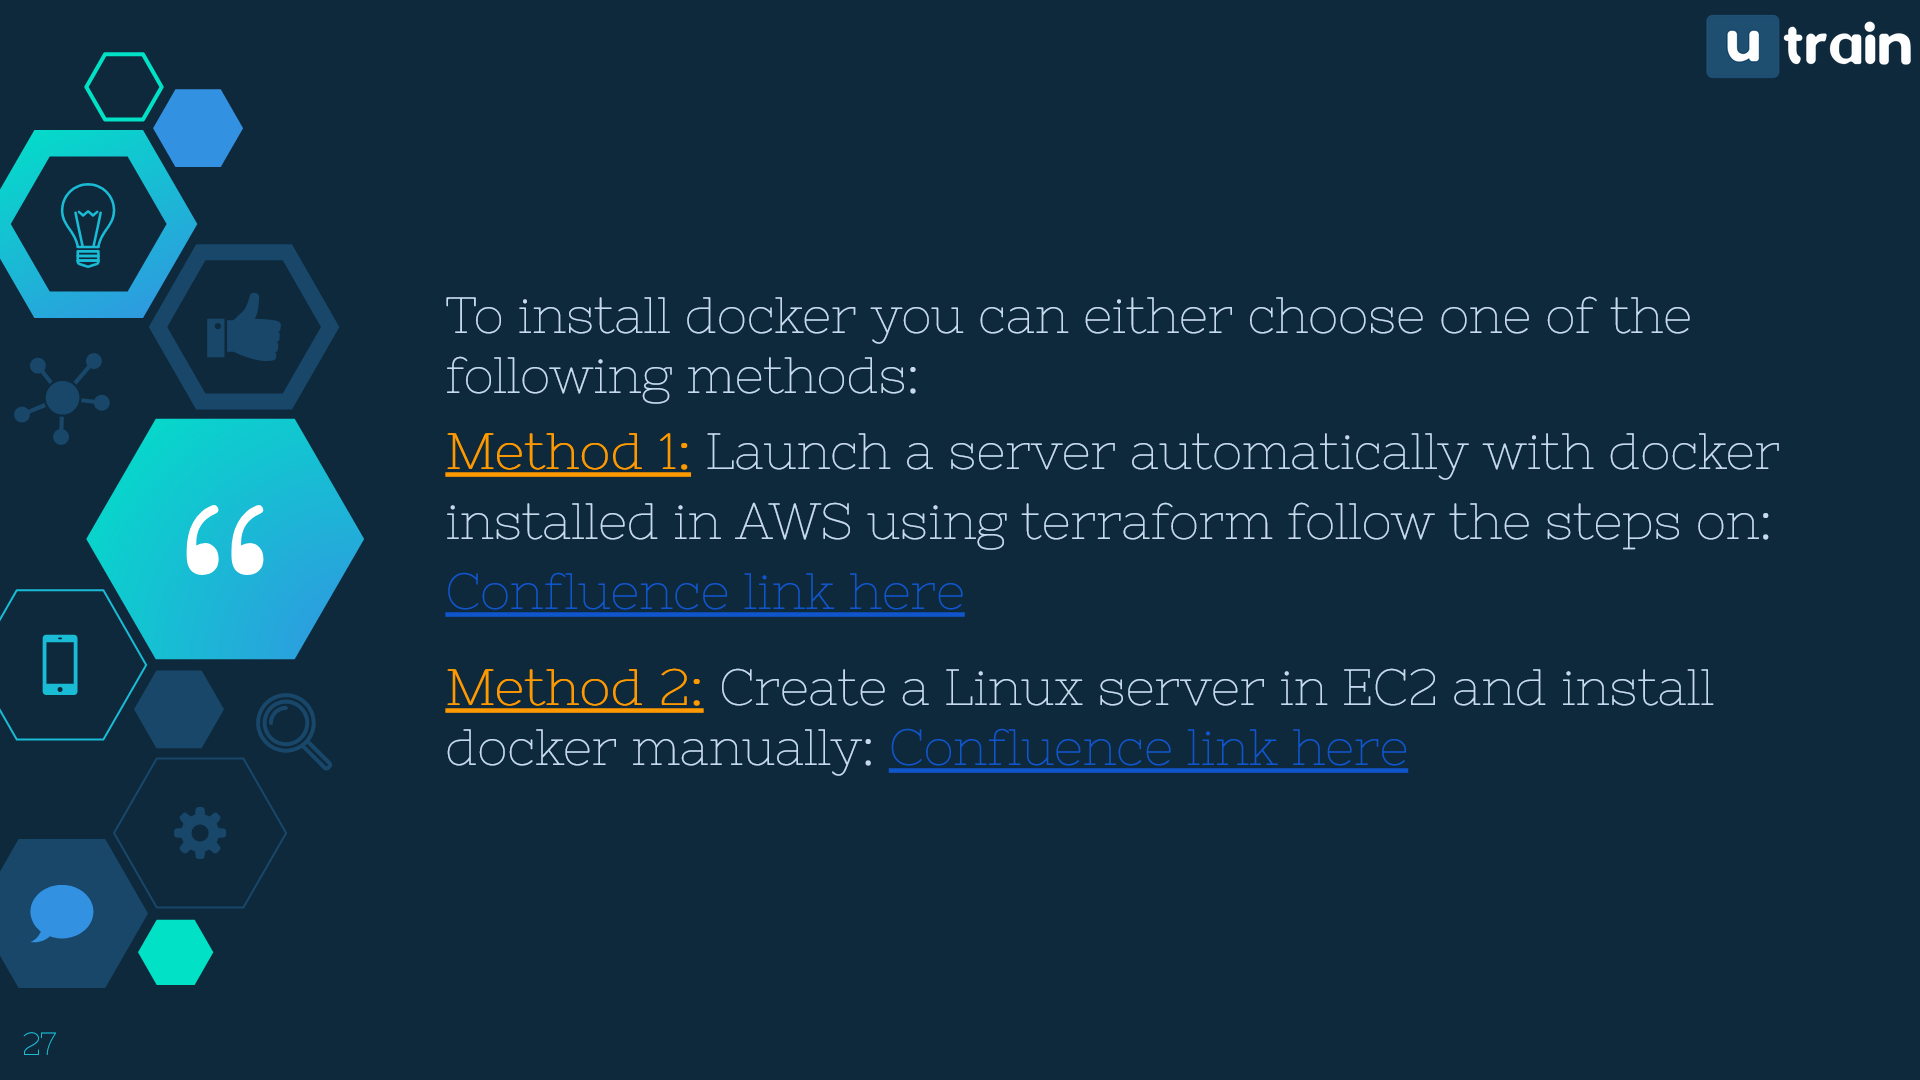 u train
To install docker you can either choose one of the
following methods:
Method 1: Launch a server automatically with docker
installed in AWS using terraform follow the steps on:
Confluence link here
Method 2: Create a Linux server in EC2 and install
docker manually: Confluence link here
27